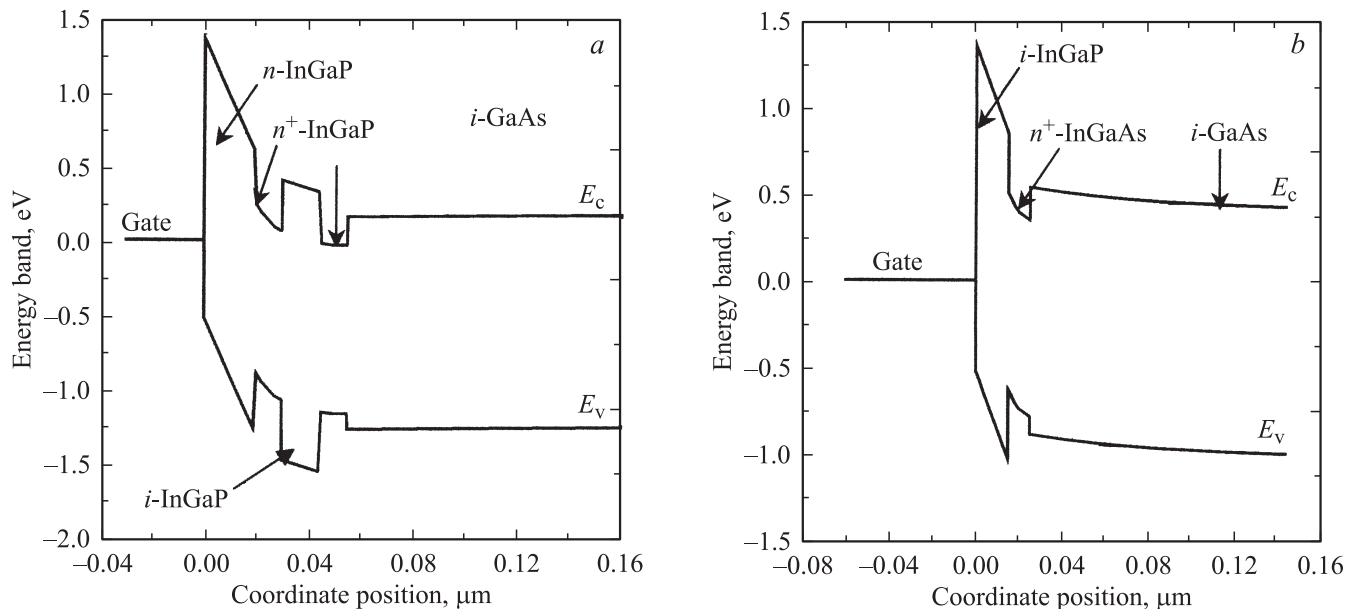 a
1.5
1.0
0.5
0.0
–0.5
–1.0
–1.5
–2.0
Energy band, eV
n-InGaP
n⁺-InGaP
i-GaAs
Gate
E_c
E_v
i-InGaP
–0.04
0.00
0.04
0.08
0.12
0.16
Coordinate position, μm
b
1.5
1.0
0.5
0.0
–0.5
–1.0
–1.5
Energy band, eV
i-InGaP
n⁺-InGaAs
i-GaAs
E_c
Gate
E_v
–0.08
–0.04
0.00
0.04
0.08
0.12
0.16
Coordinate position, μm